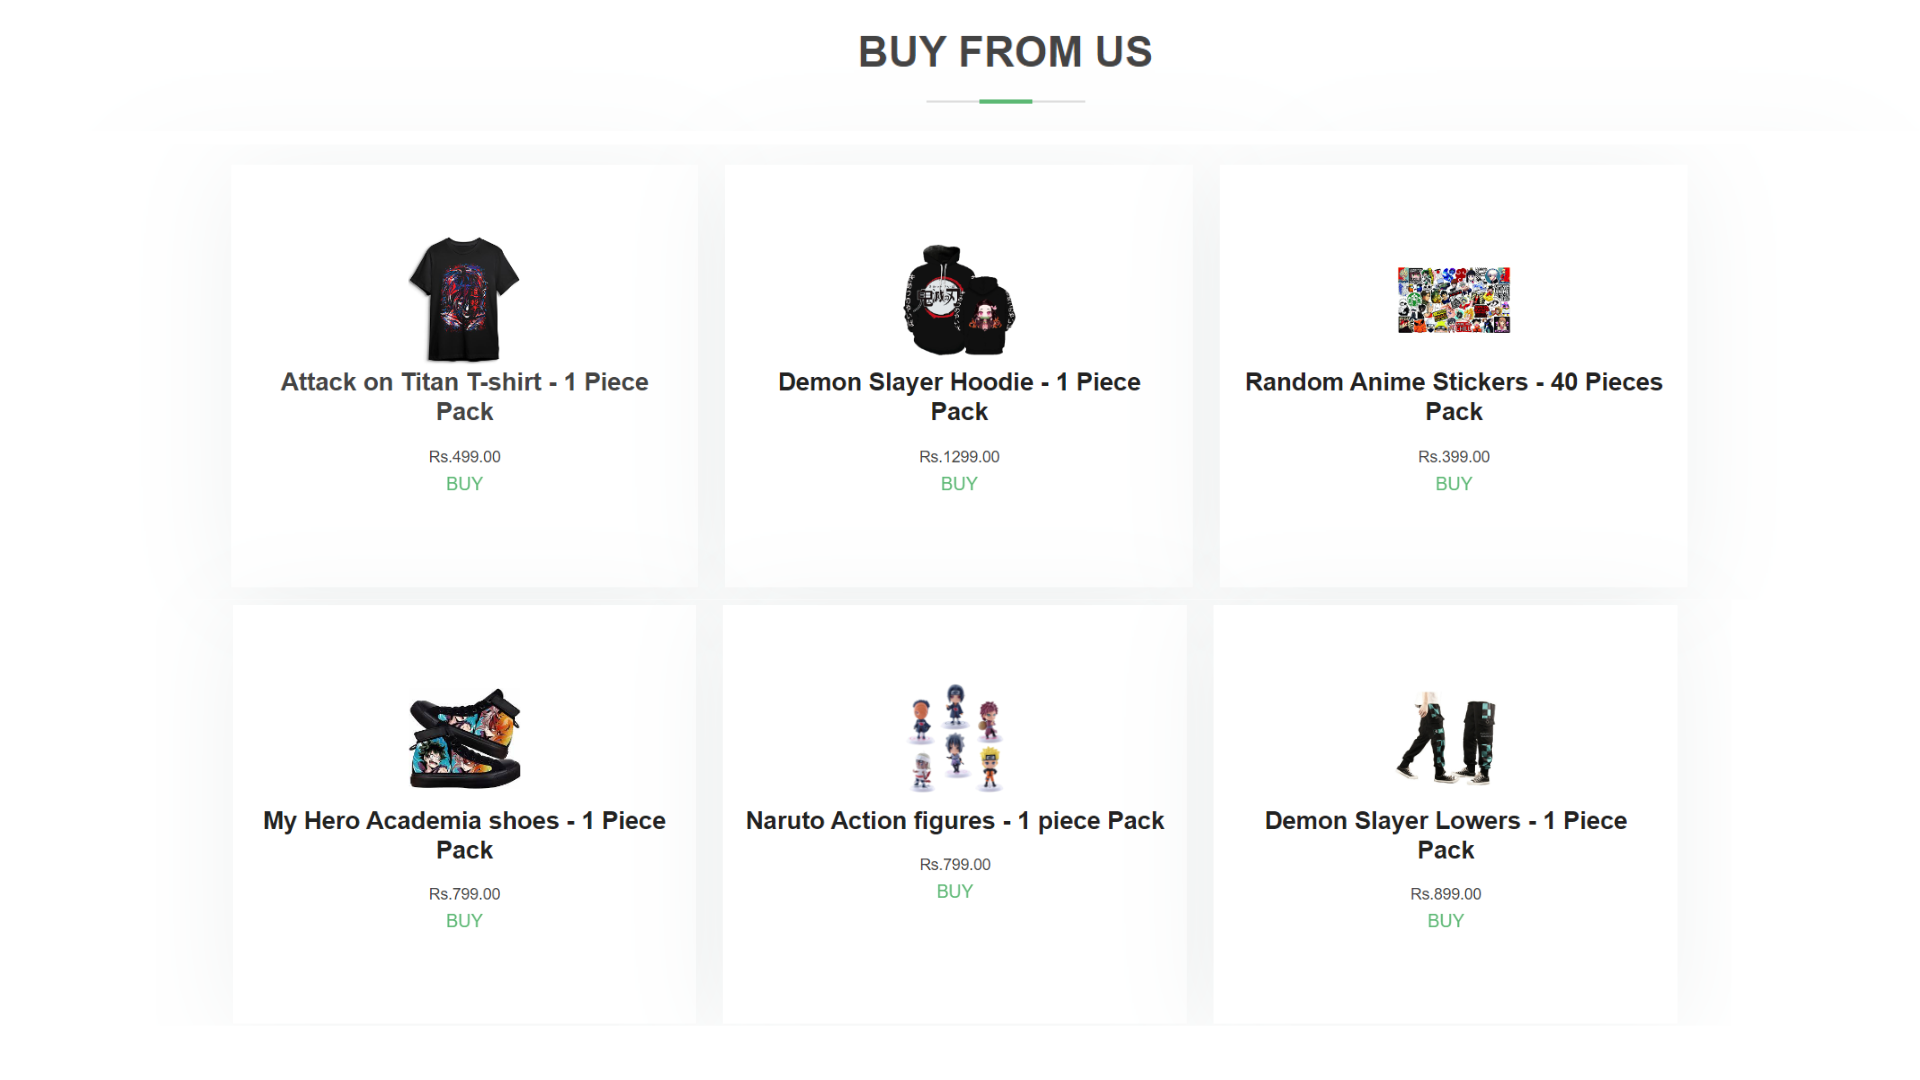 BUY FROM US
Attack on Titan T-shirt - 1 Piece
Pack
Rs.499.00
BUY
Demon Slayer Hoodie - 1 Piece
Pack
Rs.1299.00
BUY
Random Anime Stickers - 40 Pieces
Pack
Rs.399.00
BUY
My Hero Academia shoes - 1 Piece
Pack
Rs.799.00
BUY
Naruto Action figures - 1 piece Pack
Rs.799.00
BUY
Demon Slayer Lowers - 1 Piece
Pack
Rs.899.00
BUY